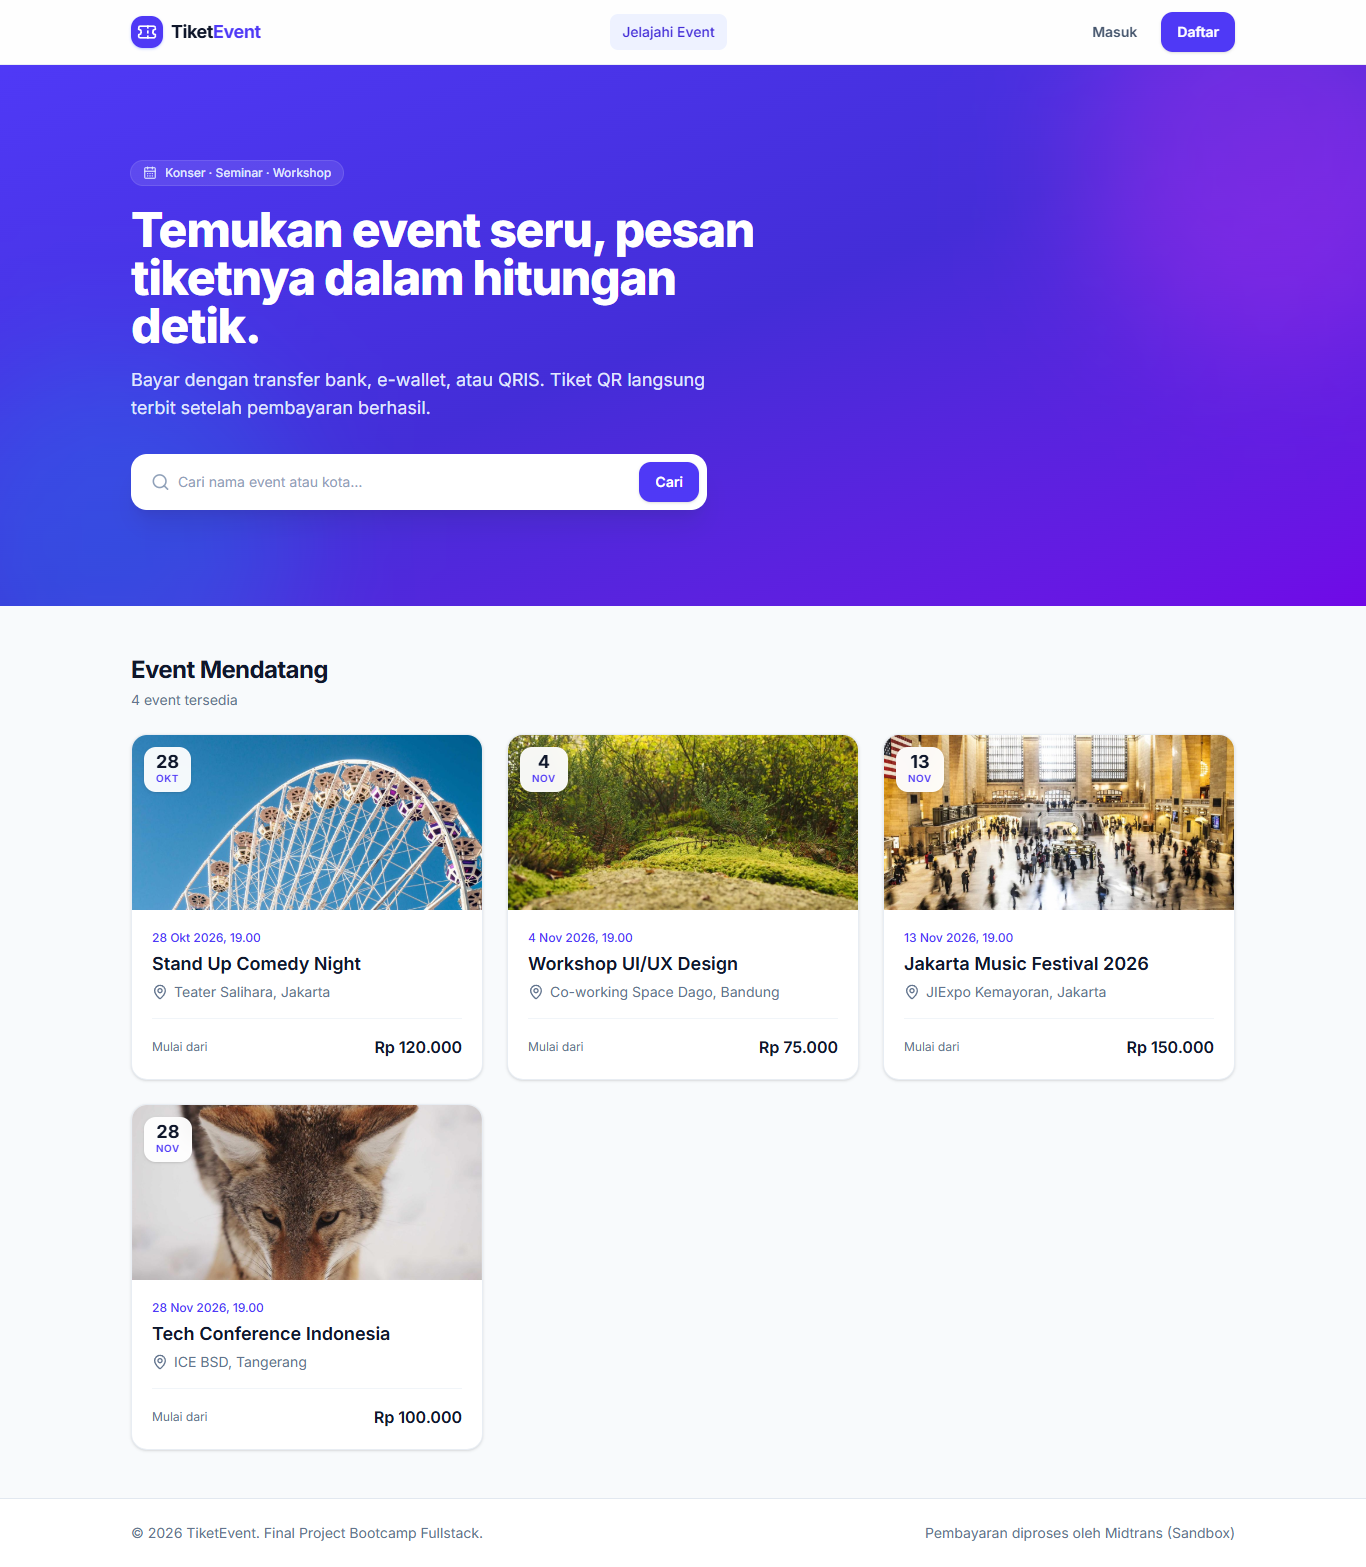 TiketEvent
Jelajahi Event
Masuk
Daftar
Konser · Seminar · Workshop
Temukan event seru, pesan
tiketnya dalam hitungan
detik.
Bayar dengan transfer bank, e-wallet, atau QRIS. Tiket QR langsung
terbit setelah pembayaran berhasil.
Cari nama event atau kota...
Cari
Event Mendatang
4 event tersedia
28
OKT
28 Okt 2026, 19.00
Stand Up Comedy Night
Teater Salihara, Jakarta
Mulai dari
Rp 120.000
4
NOV
4 Nov 2026, 19.00
Workshop UI/UX Design
Co-working Space Dago, Bandung
Mulai dari
Rp 75.000
13
NOV
13 Nov 2026, 19.00
Jakarta Music Festival 2026
JIExpo Kemayoran, Jakarta
Mulai dari
Rp 150.000
28
NOV
28 Nov 2026, 19.00
Tech Conference Indonesia
ICE BSD, Tangerang
Mulai dari
Rp 100.000
© 2026 TiketEvent. Final Project Bootcamp Fullstack.
Pembayaran diproses oleh Midtrans (Sandbox)